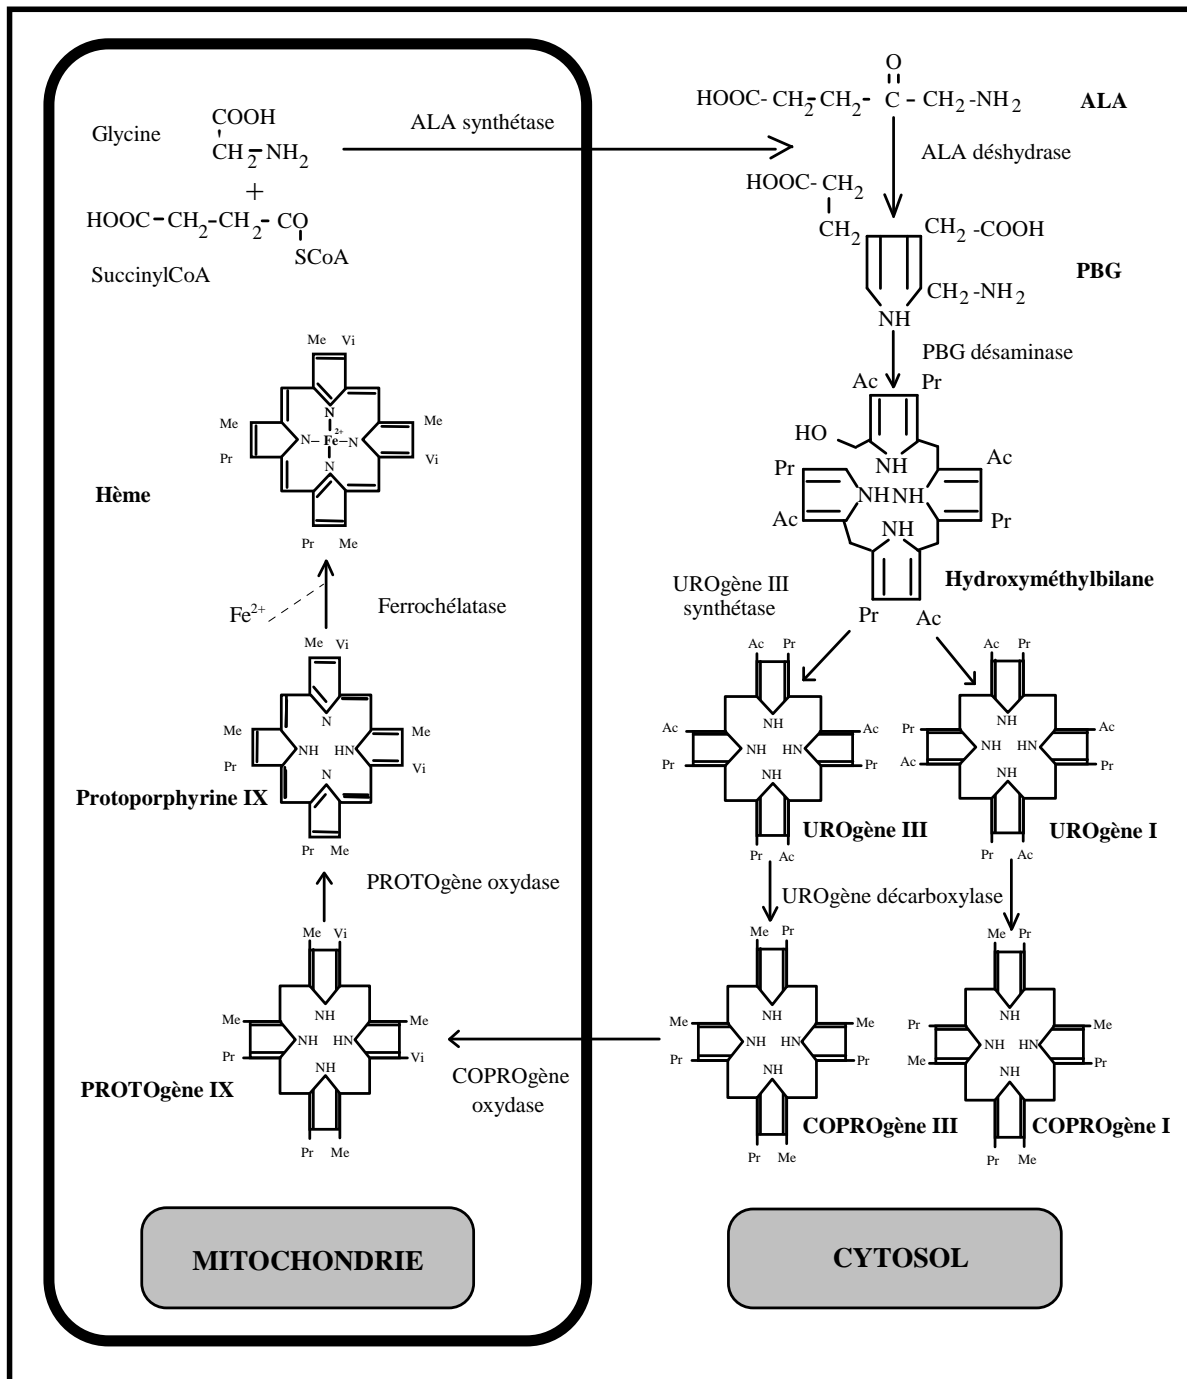 Glycine
COOH
CH2-NH2
+
HOOC-CH2-CH2-CO
SCoA
SuccinylCoA
ALA synthétase
O
HOOC-CH2-CH2-C-CH2-NH2
ALA
ALA déshydrase
HOOC-CH2
CH2
CH2-COOH
CH2-NH2
NH
PBG
PBG désaminase
Ac Pr
HO
NH
Pr Ac
NH NH
Ac NH Pr
Hydroxyméthylbilane
Pr Ac
UROgène III
synthétase
Ac Pr
NH
Ac Ac
NH HN
Pr Pr
NH
UROgène III
Pr Ac
Ac Pr
NH
Pr Ac
NH HN
Ac Pr
NH
UROgène I
Pr Ac
UROgène décarboxylase
Me Pr
NH
Me Me
NH HN
Pr Pr
NH
COPROgène III
Pr Me
Me Pr
NH
Pr Me
NH HN
Me Pr
NH
COPROgène I
Pr Me
COPROgène
oxydase
Me Vi
NH
Me Me
NH HN
Pr Vi
NH
PROTOgène IX
Pr Me
PROTOgène oxydase
Me Vi
N
Me Me
NH HN
Pr Vi
N
Protoporphyrine IX
Pr Me
Fe2+
Ferrochélatase
Me Vi
N
Me Me
N-Fe2+-N
Pr Vi
N
Hème
Pr Me
MITOCHONDRIE
CYTOSOL